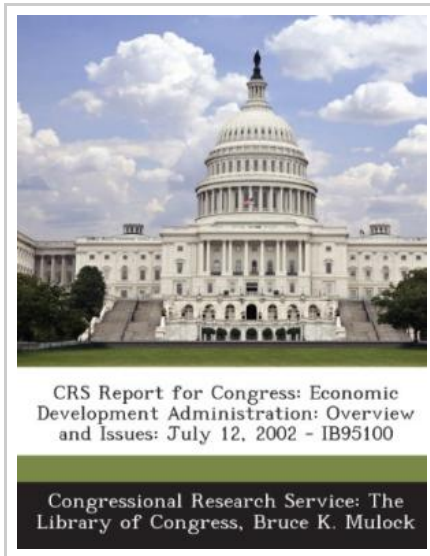 CRS Report for Congress: Economic
Development Administration: Overview
and Issues: July 12, 2002 - IB95100
Congressional Research Service: The
Library of Congress, Bruce K. Mulock